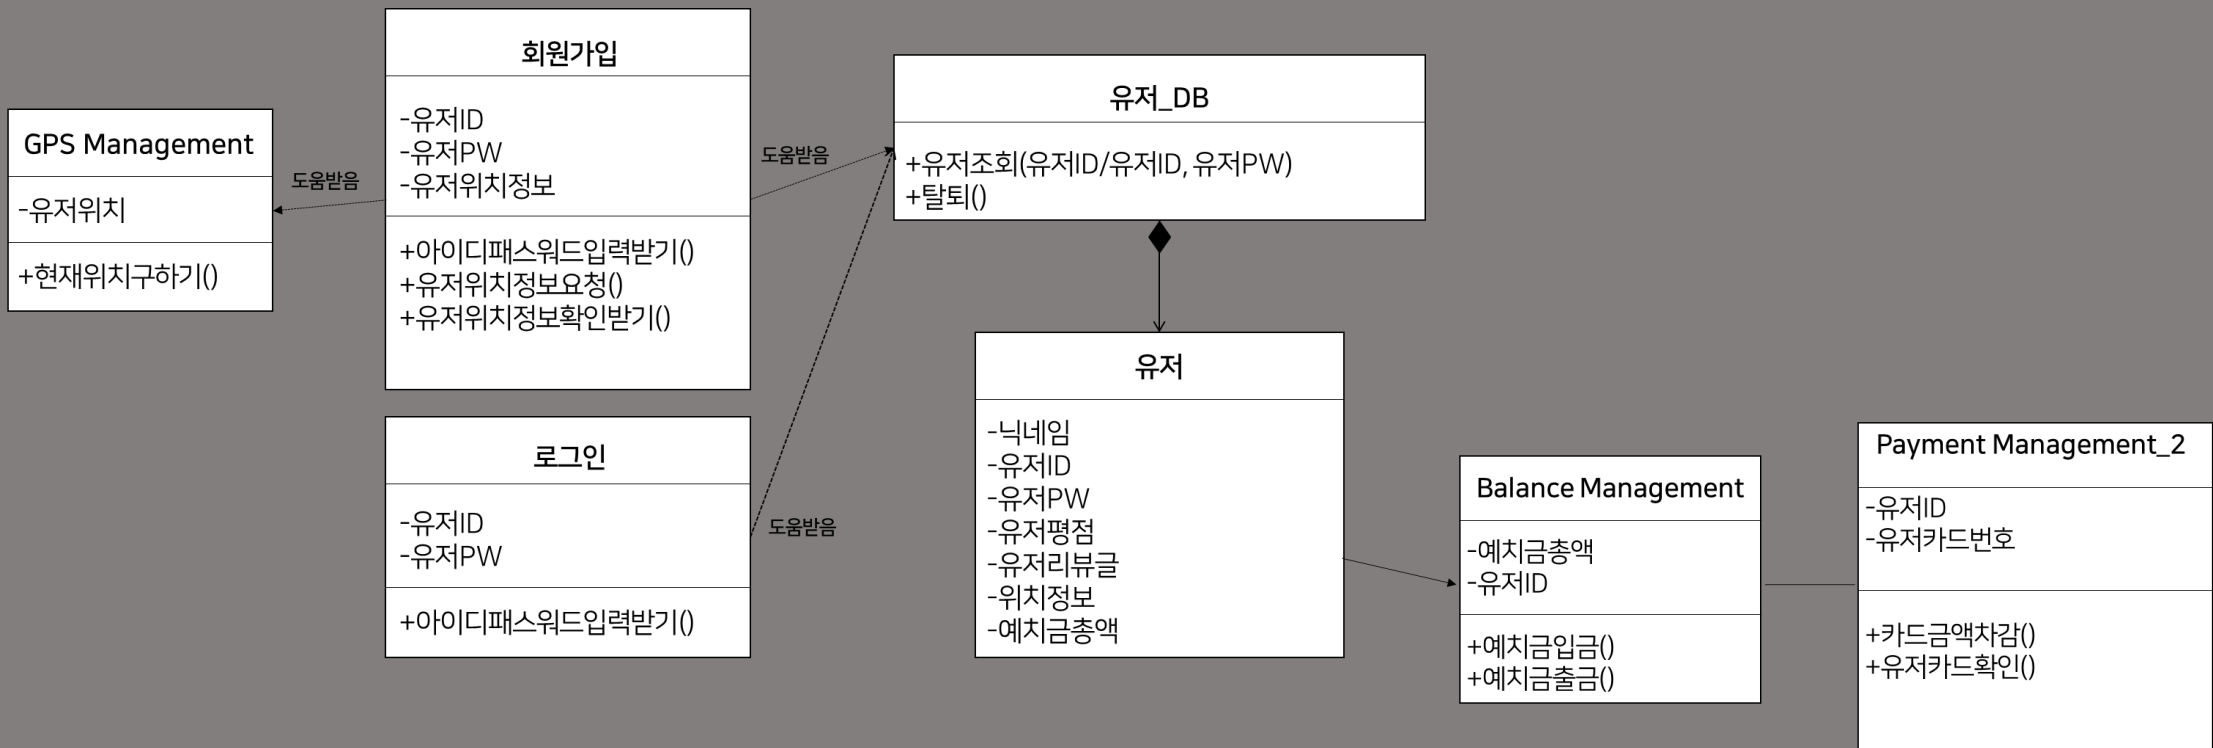 GPS Management
-유저위치
+현재위치구하기()
도움받음
회원가입
-유저ID
-유저PW
-유저위치정보
+아이디패스워드입력받기()
+유저위치정보요청()
+유저위치정보확인받기()
도움받음
로그인
-유저ID
-유저PW
+아이디패스워드입력받기()
도움받음
유저_DB
+유저조회(유저ID/유저ID, 유저PW)
+탈퇴()
유저
-닉네임
-유저ID
-유저PW
-유저평점
-유저리뷰글
-위치정보
-예치금총액
Balance Management
-예치금총액
-유저ID
+예치금입금()
+예치금출금()
Payment Management_2
-유저ID
-유저카드번호
+카드금액차감()
+유저카드확인()